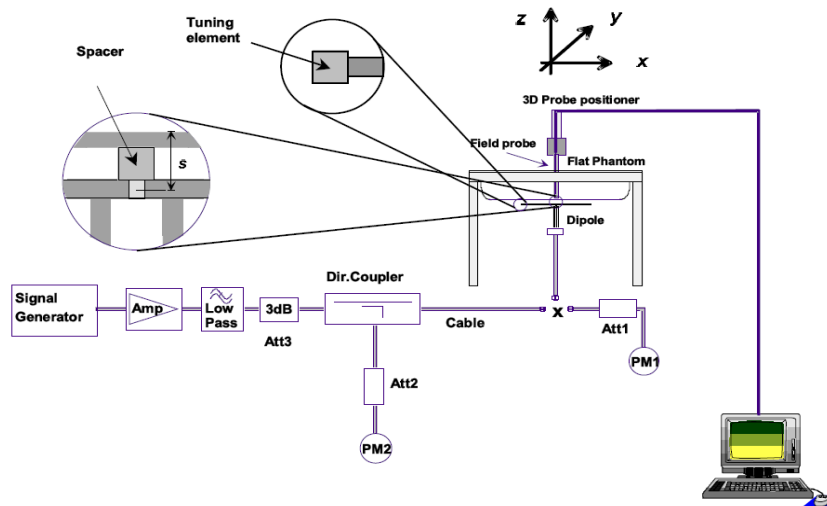 Tuning
element
Spacer
s
z
y
x
3D Probe positioner
Field probe
Flat Phantom
Dipole
Dir.Coupler
Signal
Generator
Amp
Low
Pass
3dB
Att3
Cable
x
Att1
PM1
Att2
PM2